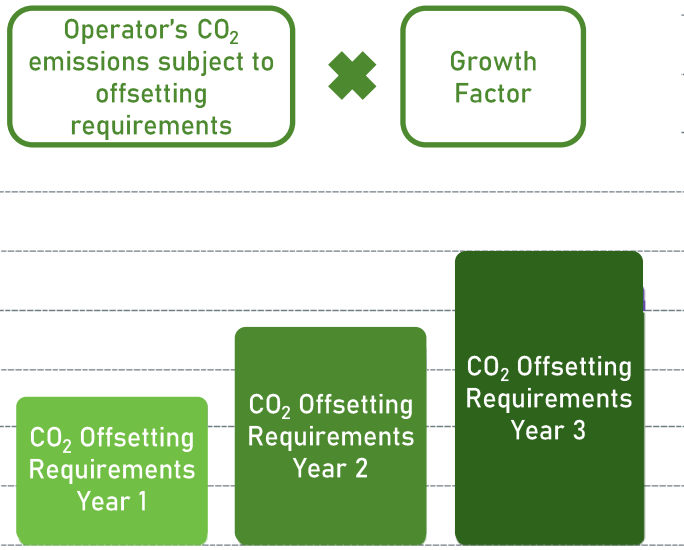 Operator's CO₂
emissions subject to
offsetting
requirements
Growth
Factor
CO₂ Offsetting
Requirements
Year 1
CO₂ Offsetting
Requirements
Year 2
CO₂ Offsetting
Requirements
Year 3